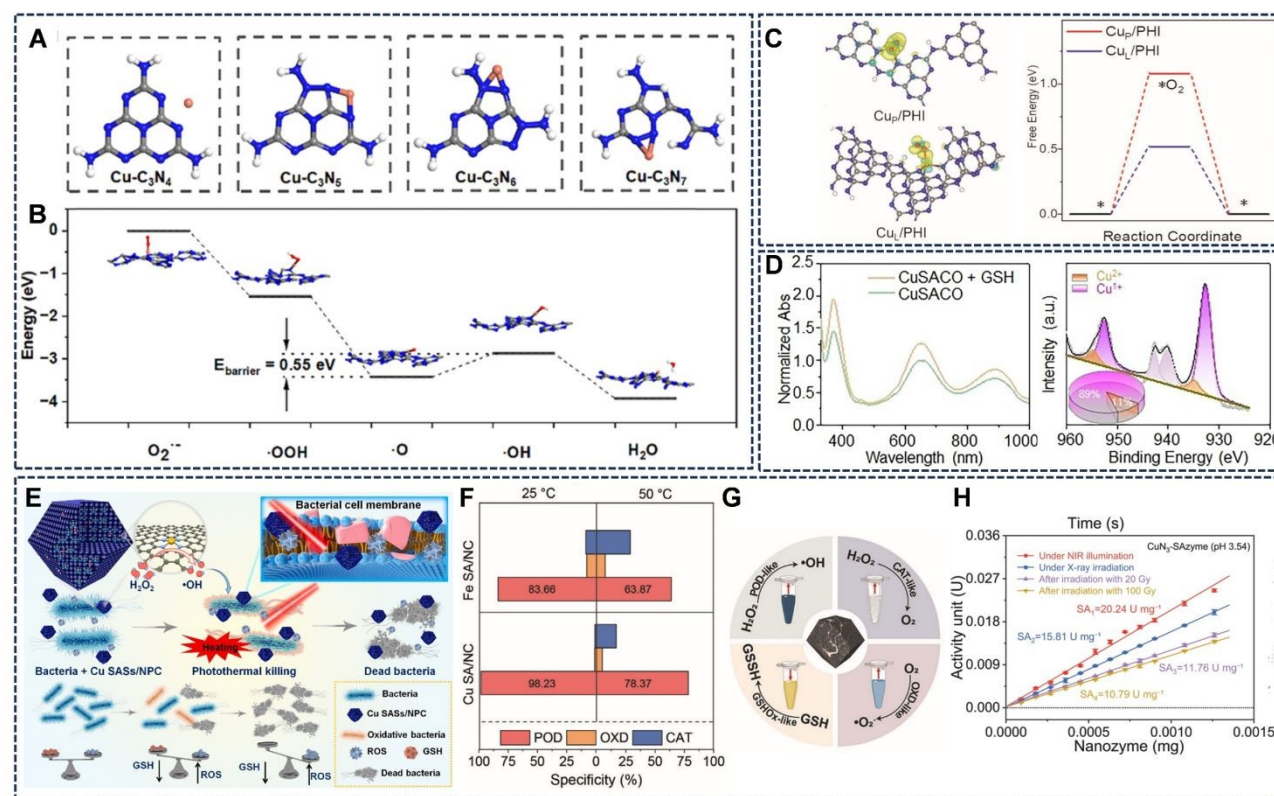 A
Cu-C3N4
Cu-C3N5
Cu-C3N6
Cu-C3N7
B
Energy (eV)
0
−1
−2
−3
−4
Ebarrier = 0.55 eV
O2·−
·OOH
·O
·OH
H2O
C
CuP/PHI
CuL/PHI
Free Energy (eV)
1.0
0.5
0.0
CuP/PHI
CuL/PHI
*O2
*
*
Reaction Coordinate
D
Normalized Abs
2.5
2.0
1.5
1.0
0.5
0.0
CuSACO + GSH
CuSACO
400
600
800
1000
Wavelength (nm)
Intensity (a.u.)
Cu2+
Cu1+
89%
11%
960
950
940
930
920
Binding Energy (eV)
E
H2O2
·OH
Bacterial cell membrane
Heating
Bacteria + Cu SASs/NPC
Photothermal killing
Dead bacteria
GSH
ROS
GSH
ROS
Bacteria
Cu SASs/NPC
Oxidative bacteria
ROS
GSH
Dead bacteria
F
25 °C
50 °C
Fe SA/NC
83.66
63.87
Cu SA/NC
98.23
78.37
POD
OXD
CAT
100 80 60 40 20 0 20 40 60 80 100
Specificity (%)
G
H2O2
POD-like
·OH
H2O2
CAT-like
O2
GSSH
GSHOx-like
GSH
O2
OXD-like
·O2−
H
Time (s)
Activity unit (U)
0.036
0.027
0.018
0.009
0.000
CuN3-SAzyme (pH 3.54)
Under NIR illumination
Under X-ray irradiation
After irradiation with 20 Gy
After irradiation with 100 Gy
SA1=20.24 U mg⁻¹
SA2=15.81 U mg⁻¹
SA3=11.76 U mg⁻¹
SA4=10.79 U mg⁻¹
0.0000
0.0005
0.0010
0.0015
Nanozyme (mg)